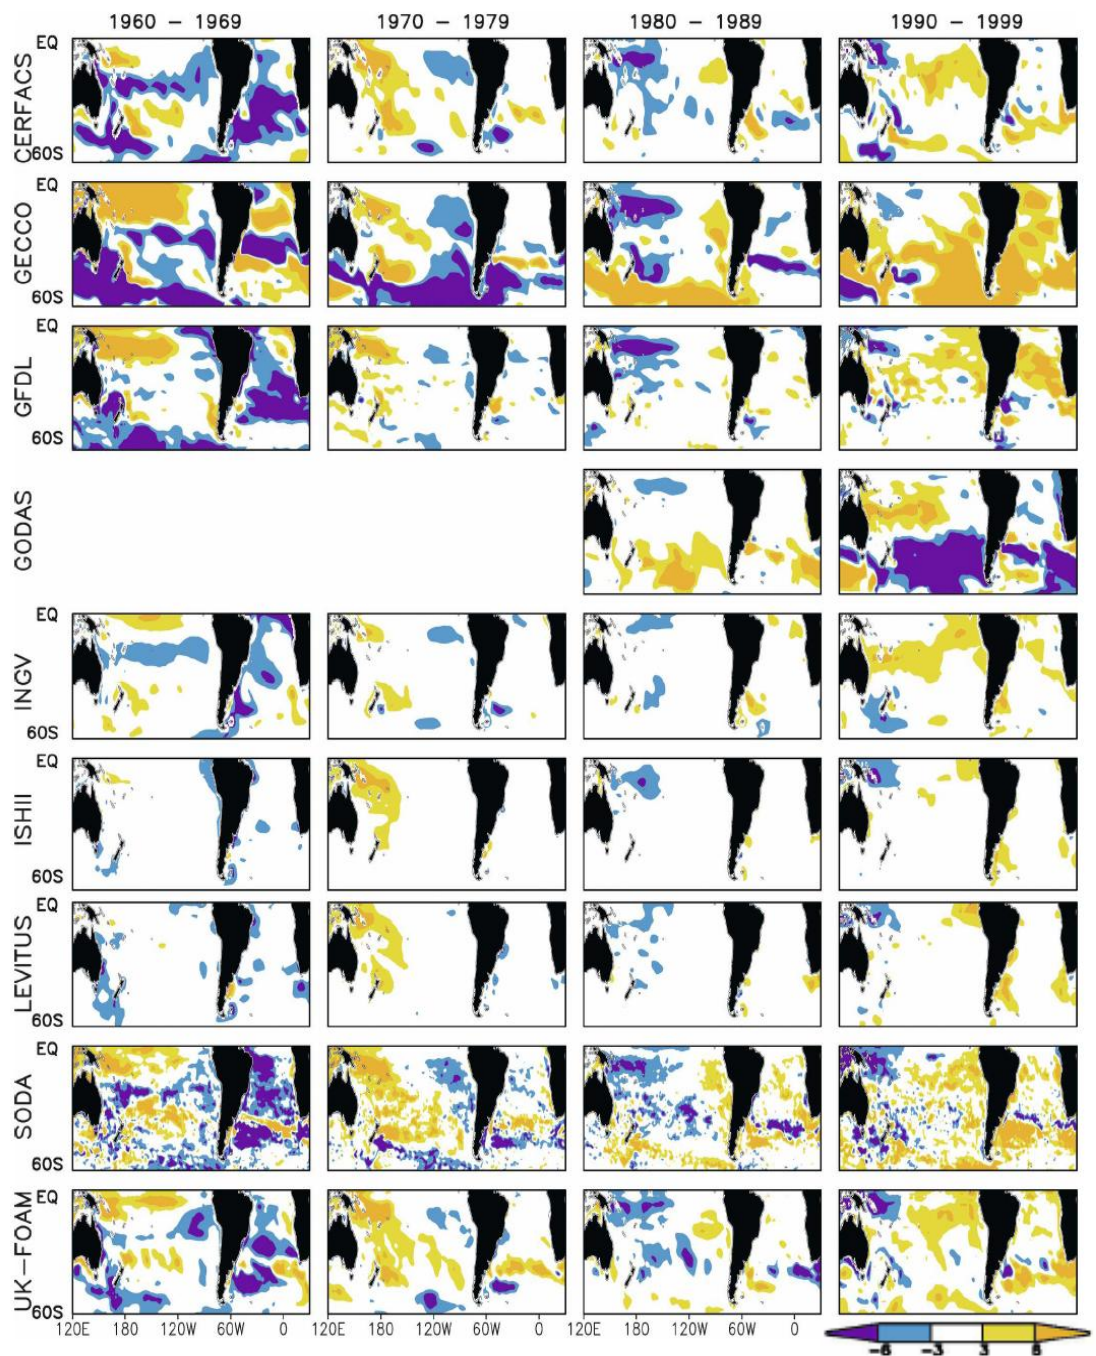 1960 – 1969 1970 – 1979 1980 – 1989 1990 – 1999
EQ
CERFACS
60S
EQ
GECCO
60S
EQ
GFDL
60S
GODAS
EQ
INGV
60S
EQ
ISHII
60S
EQ
LEVITUS
60S
EQ
SODA
60S
EQ
UK–FOAM
60S
120E 180 120W 60W 0 120E 180 120W 60W 0 120E 180 120W 60W 0
-6 -3 3 6